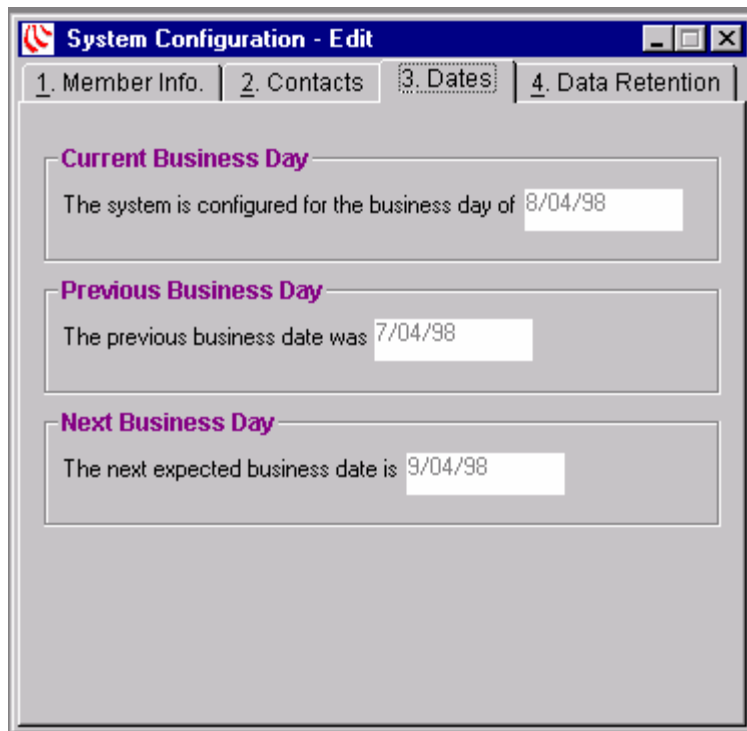 System Configuration - Edit
1. Member Info. 2. Contacts 3. Dates 4. Data Retention
Current Business Day
The system is configured for the business day of 8/04/98
Previous Business Day
The previous business date was 7/04/98
Next Business Day
The next expected business date is 9/04/98